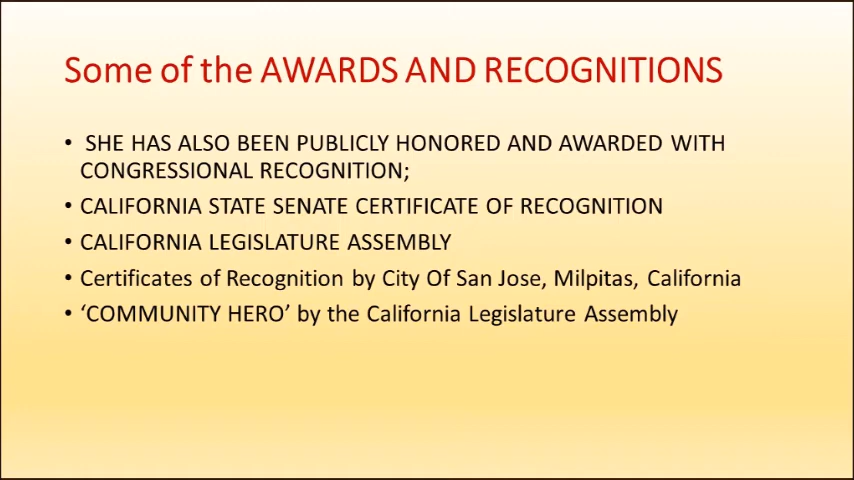 Some of the AWARDS AND RECOGNITIONS
• SHE HAS ALSO BEEN PUBLICLY HONORED AND AWARDED WITH
CONGRESSIONAL RECOGNITION;
• CALIFORNIA STATE SENATE CERTIFICATE OF RECOGNITION
• CALIFORNIA LEGISLATURE ASSEMBLY
• Certificates of Recognition by City Of San Jose, Milpitas, California
• ‘COMMUNITY HERO’ by the California Legislature Assembly